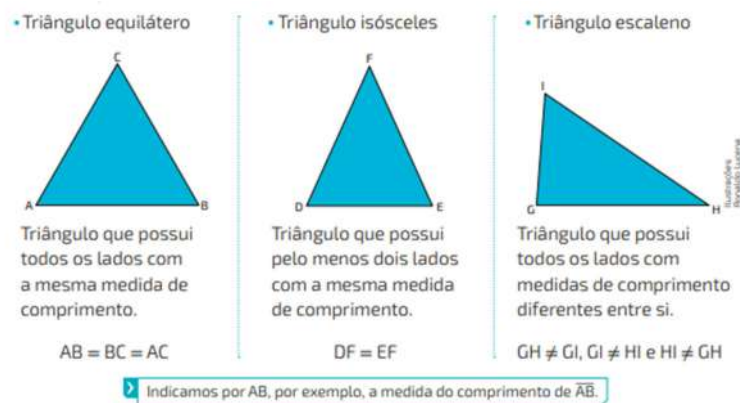 • Triângulo equilátero
C
A
B
Triângulo que possui
todos os lados com
a mesma medida de
comprimento.
AB = BC = AC
• Triângulo isósceles
F
D
E
Triângulo que possui
pelo menos dois lados
com a mesma medida
de comprimento.
DF = EF
• Triângulo escaleno
I
G
H
Ilustrações:
Ronaldo Lucena
Triângulo que possui
todos os lados com
medidas de comprimento
diferentes entre si.
GH ≠ GI, GI ≠ HI e HI ≠ GH
Indicamos por AB, por exemplo, a medida do comprimento de A̅B̅.